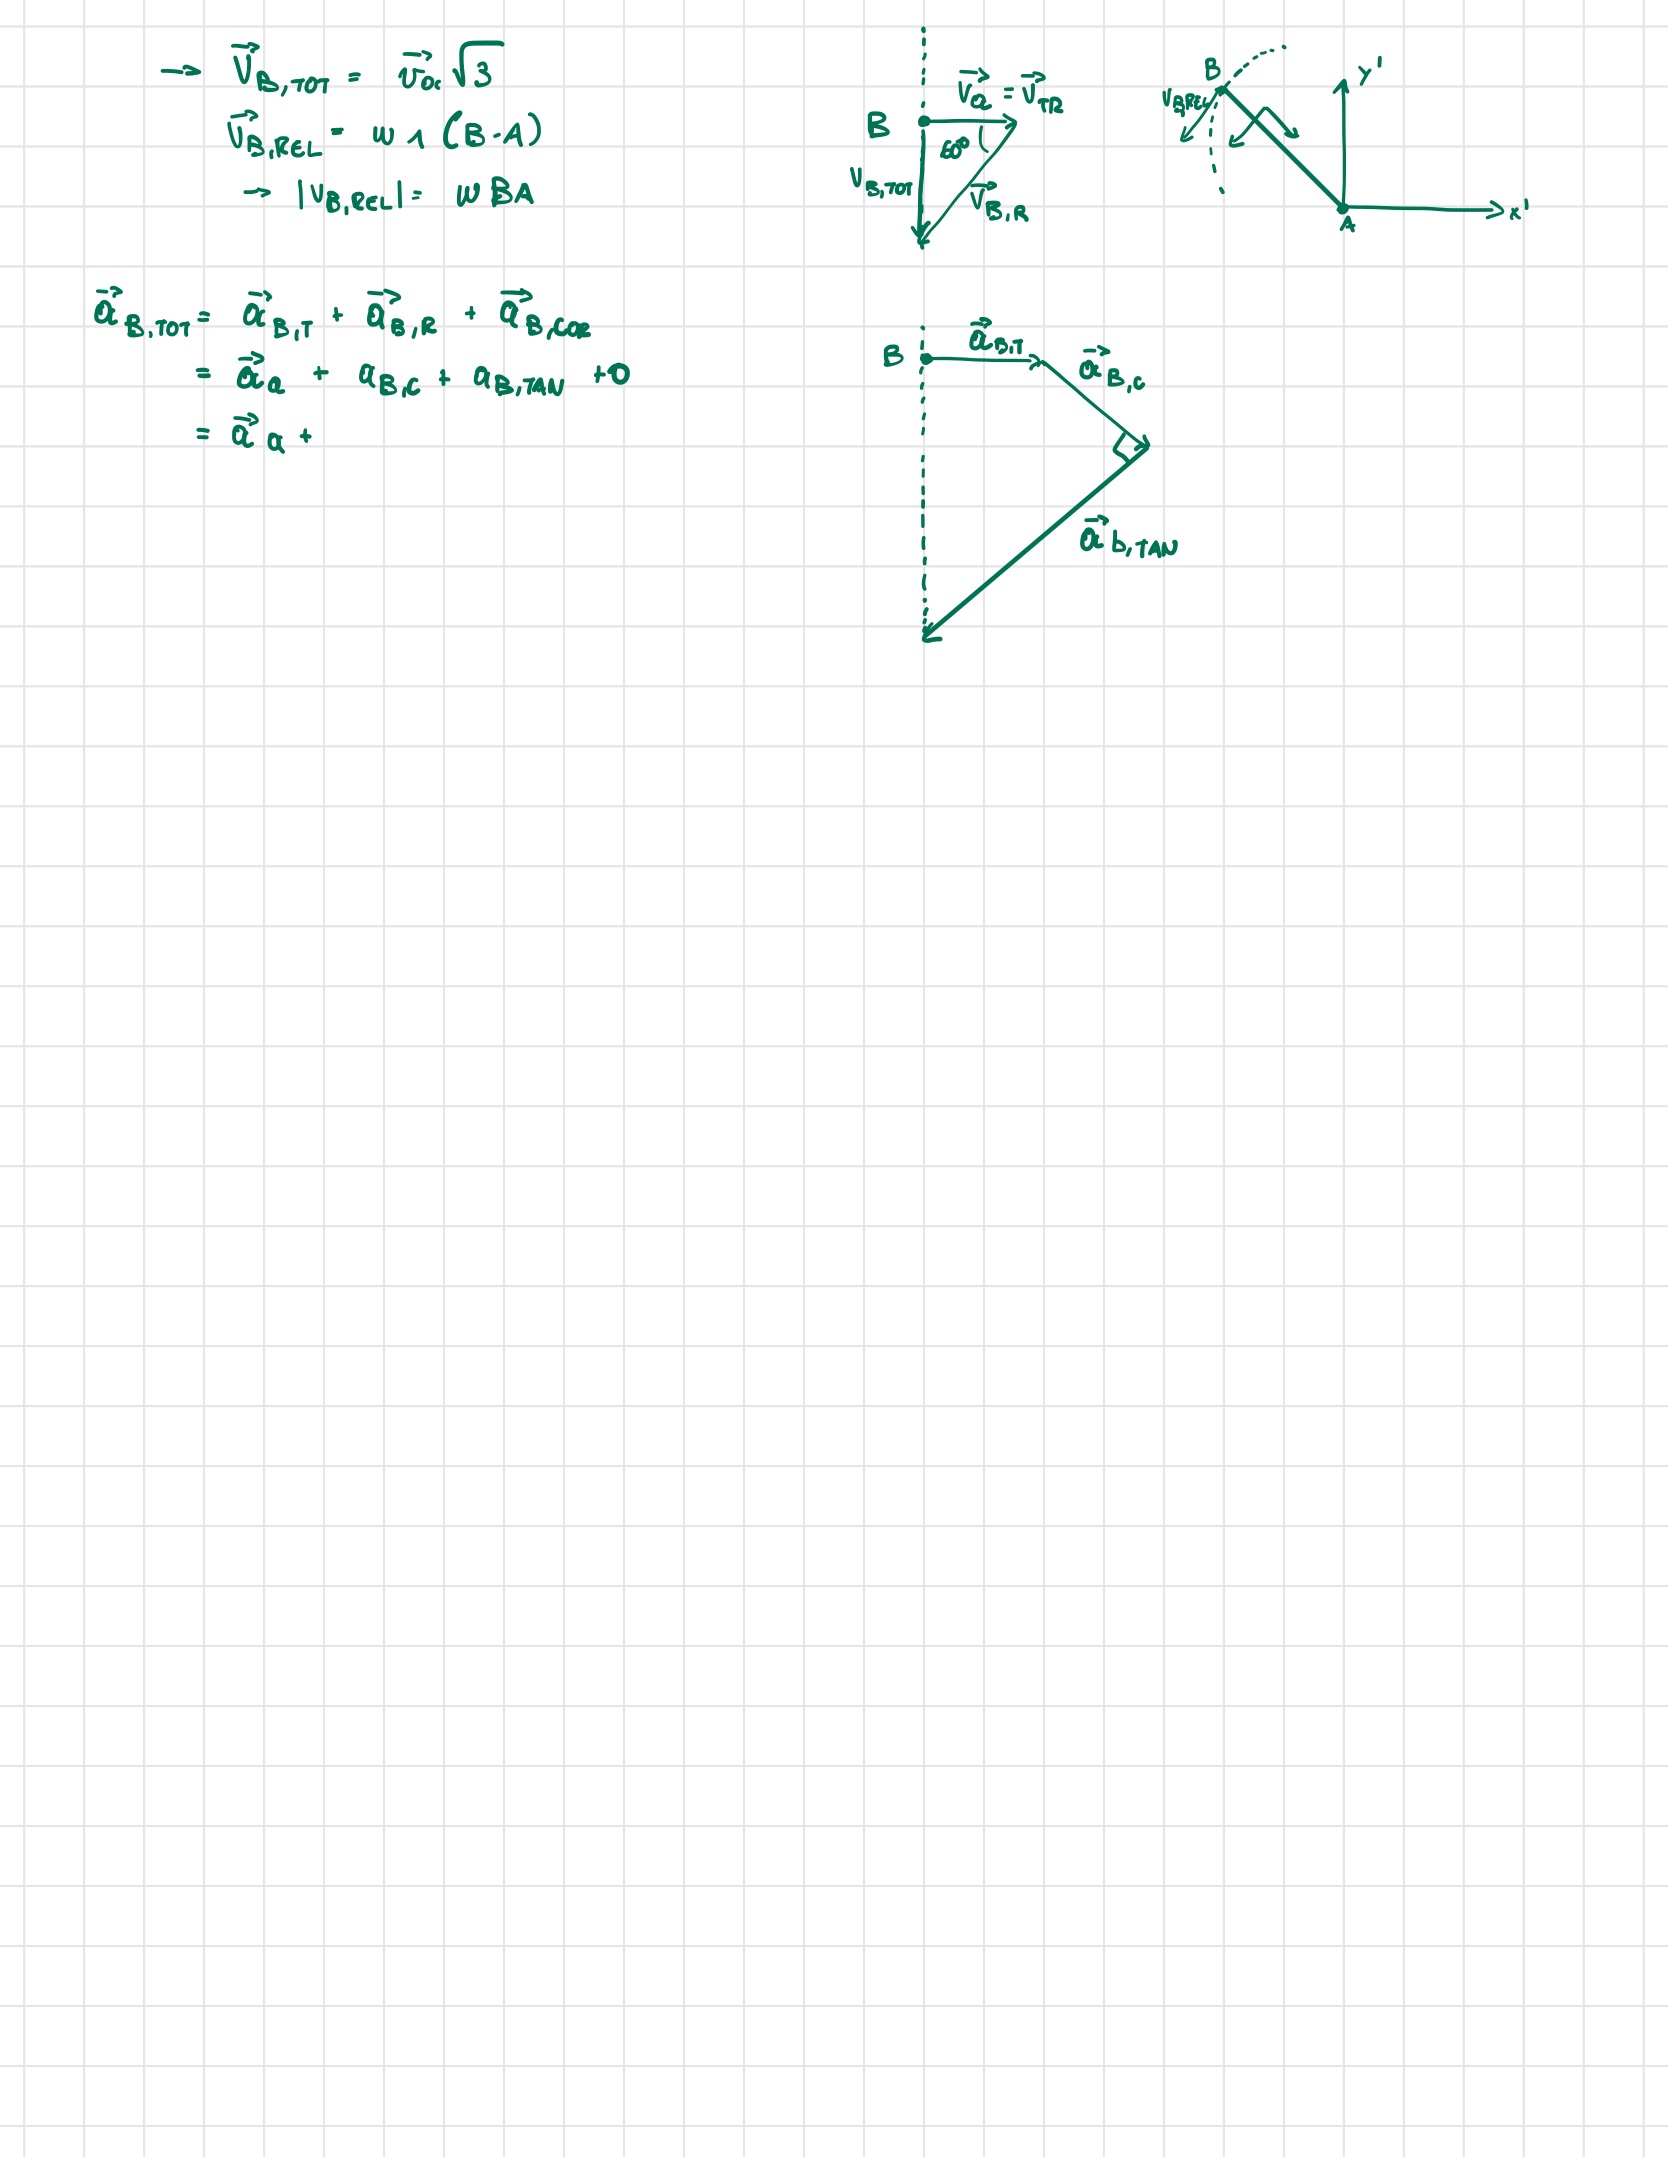 → V⃗B,TOT = v⃗a √3
V⃗B,REL = w ∧ (B-A)
→ |VB,REL| = w BA
a⃗B,TOT = a⃗B,T + a⃗B,R + a⃗B,COR
= a⃗a + aB,C + aB,TAN + 0
= a⃗a +
V⃗a = V⃗TR
B
60°
VB,TOT
V⃗B,R
B
y'
VB,REL
x'
A
B
a⃗B,T
a⃗B,C
a⃗b,TAN